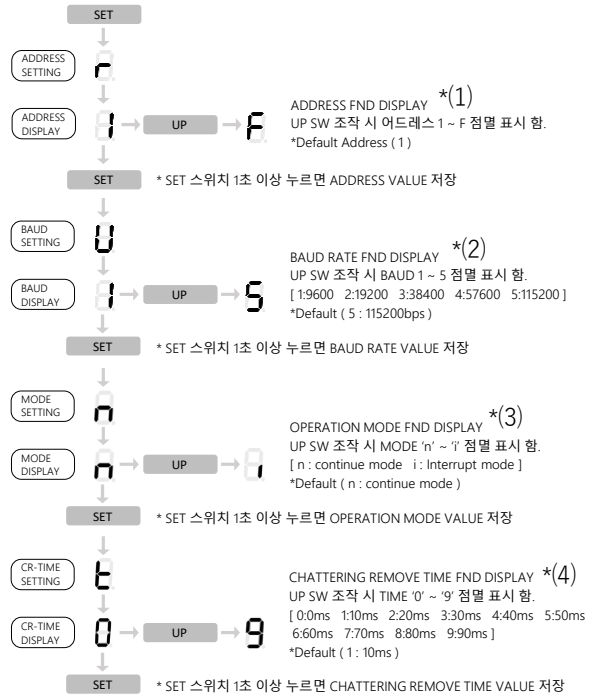 SET
ADDRESS
SETTING
r
ADDRESS
DISPLAY
1
UP
F
ADDRESS FND DISPLAY *(1)
UP SW 조작 시 어드레스 1 ~ F 점멸 표시 함.
*Default Address ( 1 )
SET
* SET 스위치 1초 이상 누르면 ADDRESS VALUE 저장
BAUD
SETTING
U
BAUD
DISPLAY
1
UP
5
BAUD RATE FND DISPLAY *(2)
UP SW 조작 시 BAUD 1 ~ 5 점멸 표시 함.
[ 1:9600 2:19200 3:38400 4:57600 5:115200 ]
*Default ( 5 : 115200bps )
SET
* SET 스위치 1초 이상 누르면 BAUD RATE VALUE 저장
MODE
SETTING
n
MODE
DISPLAY
n
UP
i
OPERATION MODE FND DISPLAY *(3)
UP SW 조작 시 MODE ‘n’ ~ ‘i’ 점멸 표시 함.
[ n : continue mode i : Interrupt mode ]
*Default ( n : continue mode )
SET
* SET 스위치 1초 이상 누르면 OPERATION MODE VALUE 저장
CR-TIME
SETTING
t
CR-TIME
DISPLAY
0
UP
9
CHATTERING REMOVE TIME FND DISPLAY *(4)
UP SW 조작 시 TIME ‘0’ ~ ‘9’ 점멸 표시 함.
[ 0:0ms 1:10ms 2:20ms 3:30ms 4:40ms 5:50ms
6:60ms 7:70ms 8:80ms 9:90ms ]
*Default ( 1 : 10ms )
SET
* SET 스위치 1초 이상 누르면 CHATTERING REMOVE TIME VALUE 저장